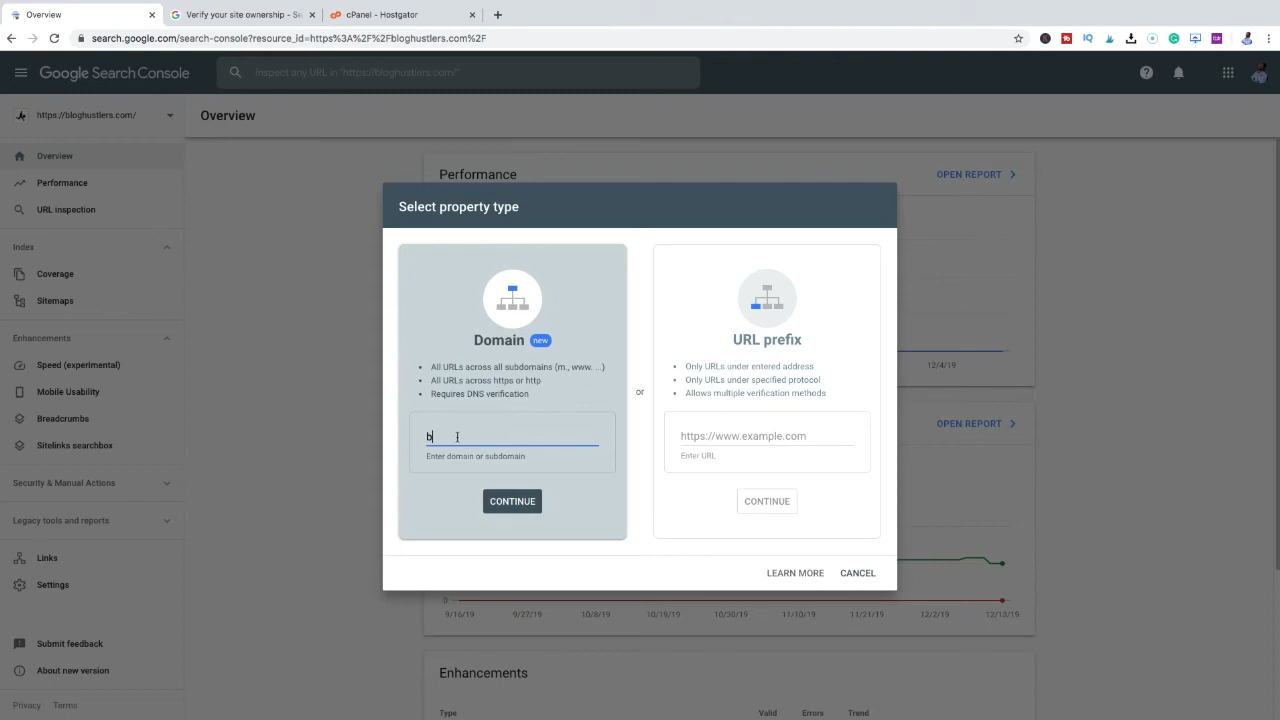 Overview
Verify your site ownership - Se
cPanel - Hostgator
search.google.com/search-console?resource_id=https%3A%2F%2Fbloghustlers.com%2F
Google Search Console
Inspect any URL in "https://bloghustlers.com/"
https://bloghustlers.com/
Overview
Overview
Performance
URL inspection
Index
Coverage
Sitemaps
Enhancements
Speed (experimental)
Mobile Usability
Breadcrumbs
Sitelinks searchbox
Security & Manual Actions
Legacy tools and reports
Links
Settings
Submit feedback
About new version
Privacy Terms
Performance
OPEN REPORT
12/4/19
OPEN REPORT
Select property type
Domain new
All URLs across all subdomains (m., www. ...)
All URLs across https or http
Requires DNS verification
b
Enter domain or subdomain
CONTINUE
or
URL prefix
Only URLs under entered address
Only URLs under specified protocol
Allows multiple verification methods
https://www.example.com
Enter URL
CONTINUE
LEARN MORE CANCEL
0
9/16/19 9/27/19 10/8/19 10/19/19 10/30/19 11/10/19 11/21/19 12/2/19 12/13/19
Enhancements
Type Valid Errors Trend